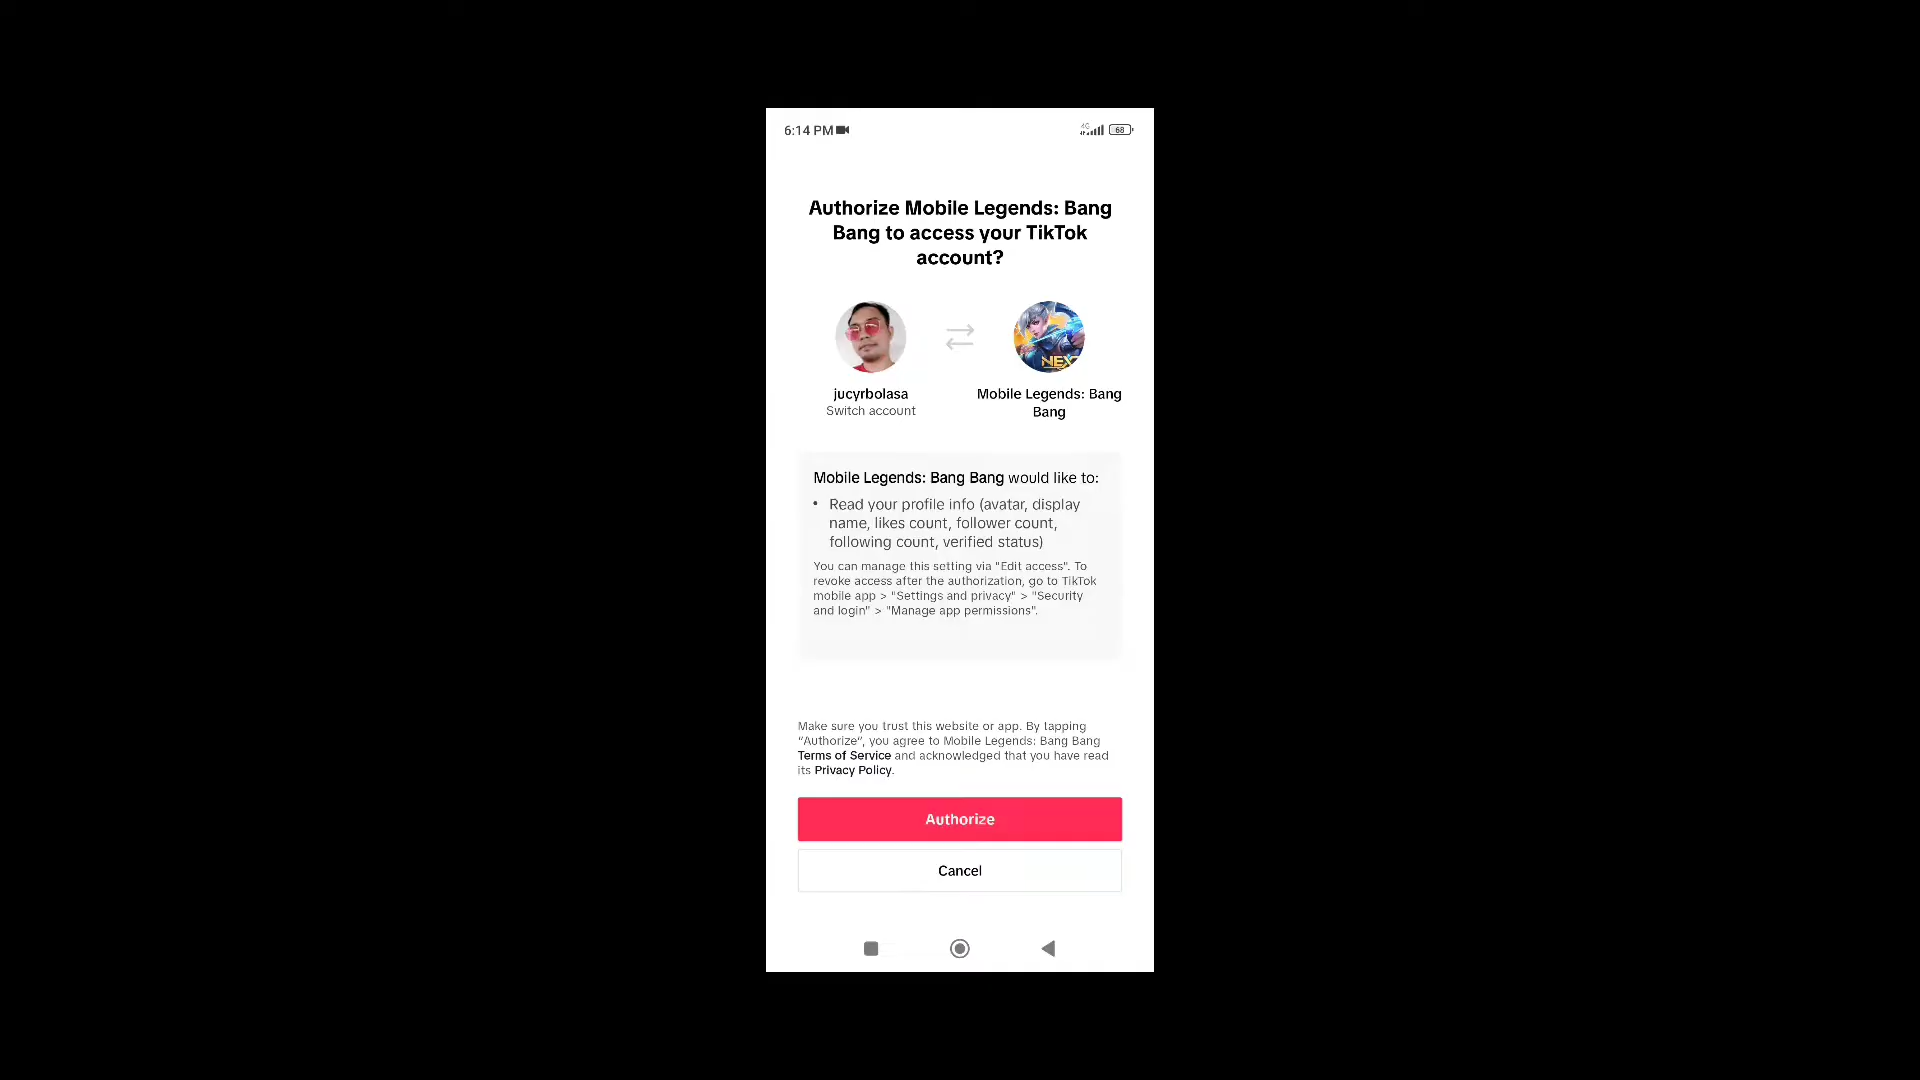 6:14 PM
4G
68
Authorize Mobile Legends: Bang
Bang to access your TikTok
account?
NEXT
jucyrbolasa
Switch account
Mobile Legends: Bang
Bang
Mobile Legends: Bang Bang would like to:
• Read your profile info (avatar, display
name, likes count, follower count,
following count, verified status)
You can manage this setting via "Edit access". To
revoke access after the authorization, go to TikTok
mobile app > "Settings and privacy" > "Security
and login" > "Manage app permissions".
Make sure you trust this website or app. By tapping
“Authorize”, you agree to Mobile Legends: Bang Bang
Terms of Service and acknowledged that you have read
its Privacy Policy.
Authorize
Cancel